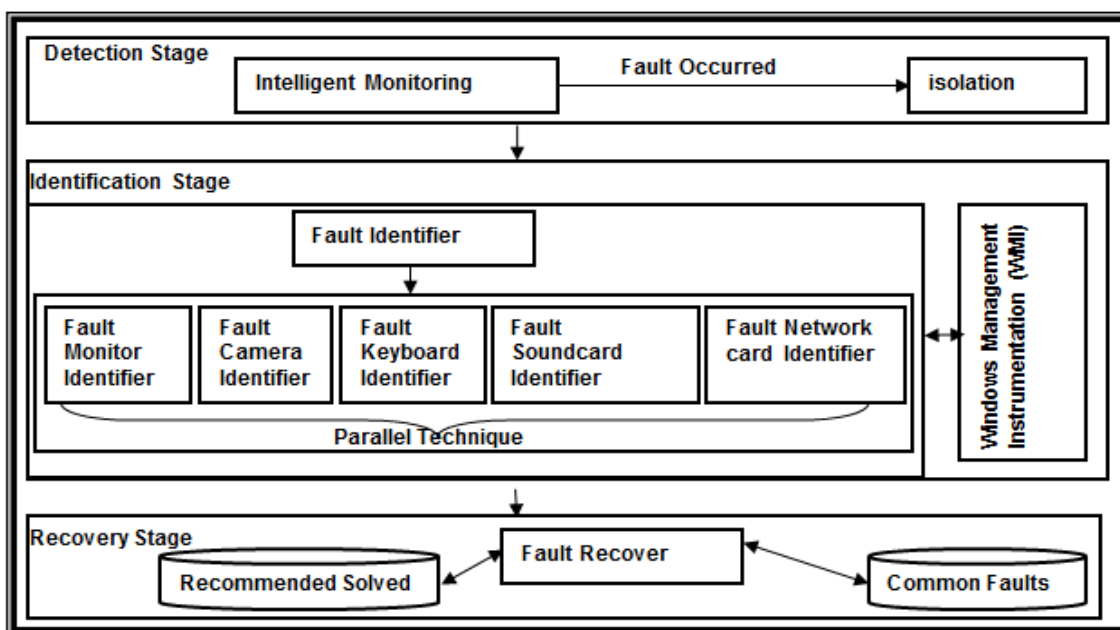 Detection Stage
Intelligent Monitoring
Fault Occurred
isolation
Identification Stage
Fault Identifier
Fault
Monitor
Identifier
Fault
Camera
Identifier
Fault
Keyboard
Identifier
Fault
Soundcard
Identifier
Fault Network
card Identifier
Parallel Technique
Windows Management
Instrumentation (WMI)
Recovery Stage
Recommended Solved
Fault Recover
Common Faults